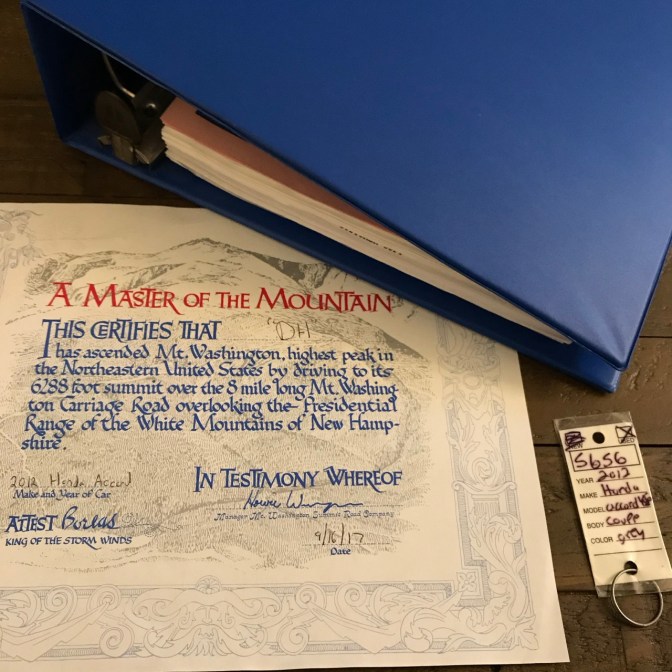 A MASTER OF THE MOUNTAIN
THIS CERTIFIES THAT "DH"
has ascended Mt. Washington, highest peak in
the Northeastern United States by driving to its
6288 foot summit over the 8 mile long Mt. Washing-
ton Carriage Road overlooking the Presidential
Range of the White Mountains of New Hamp-
shire.
2012 Honda Accord
Make and Year of Car
IN TESTIMONY WHEREOF
Howie
Manager Mt. Washington Summit Road Company
ATTEST Boreas
KING OF THE STORM WINDS
9/16/17
Date
5656
YEAR 2012
MAKE Honda
MODEL Accord
BODY Coupe
COLOR grey